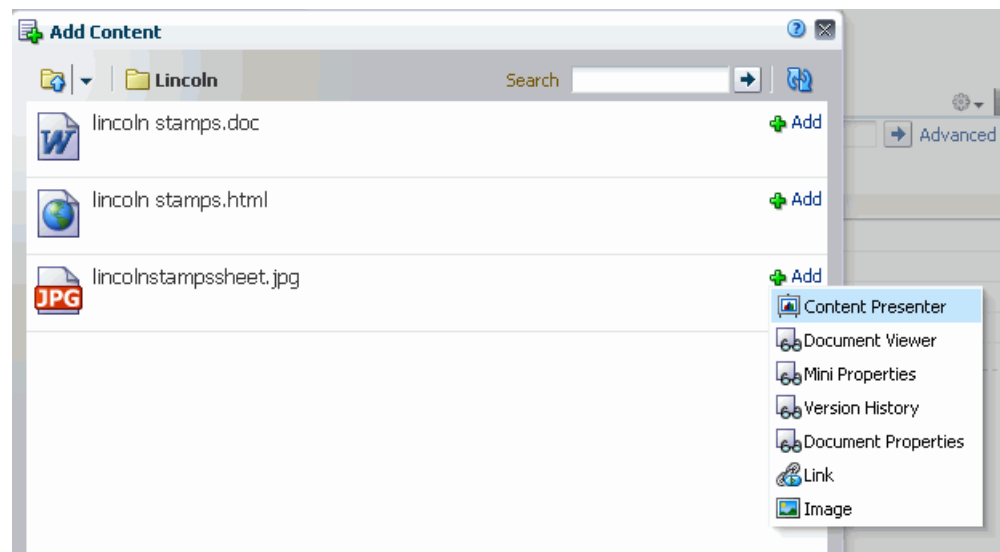 Add Content
Lincoln
Search
Advanced
lincoln stamps.doc
Add
lincoln stamps.html
Add
lincolnstampssheet.jpg
Add
Content Presenter
Document Viewer
Mini Properties
Version History
Document Properties
Link
Image
W
JPG